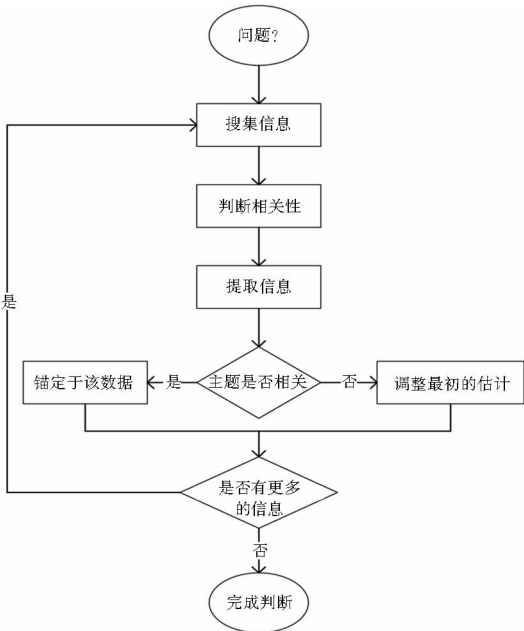 问题?
搜集信息
判断相关性
提取信息
是
锚定于该数据
是
主题是否相关
否
调整最初的估计
是否有更多
的信息
否
完成判断